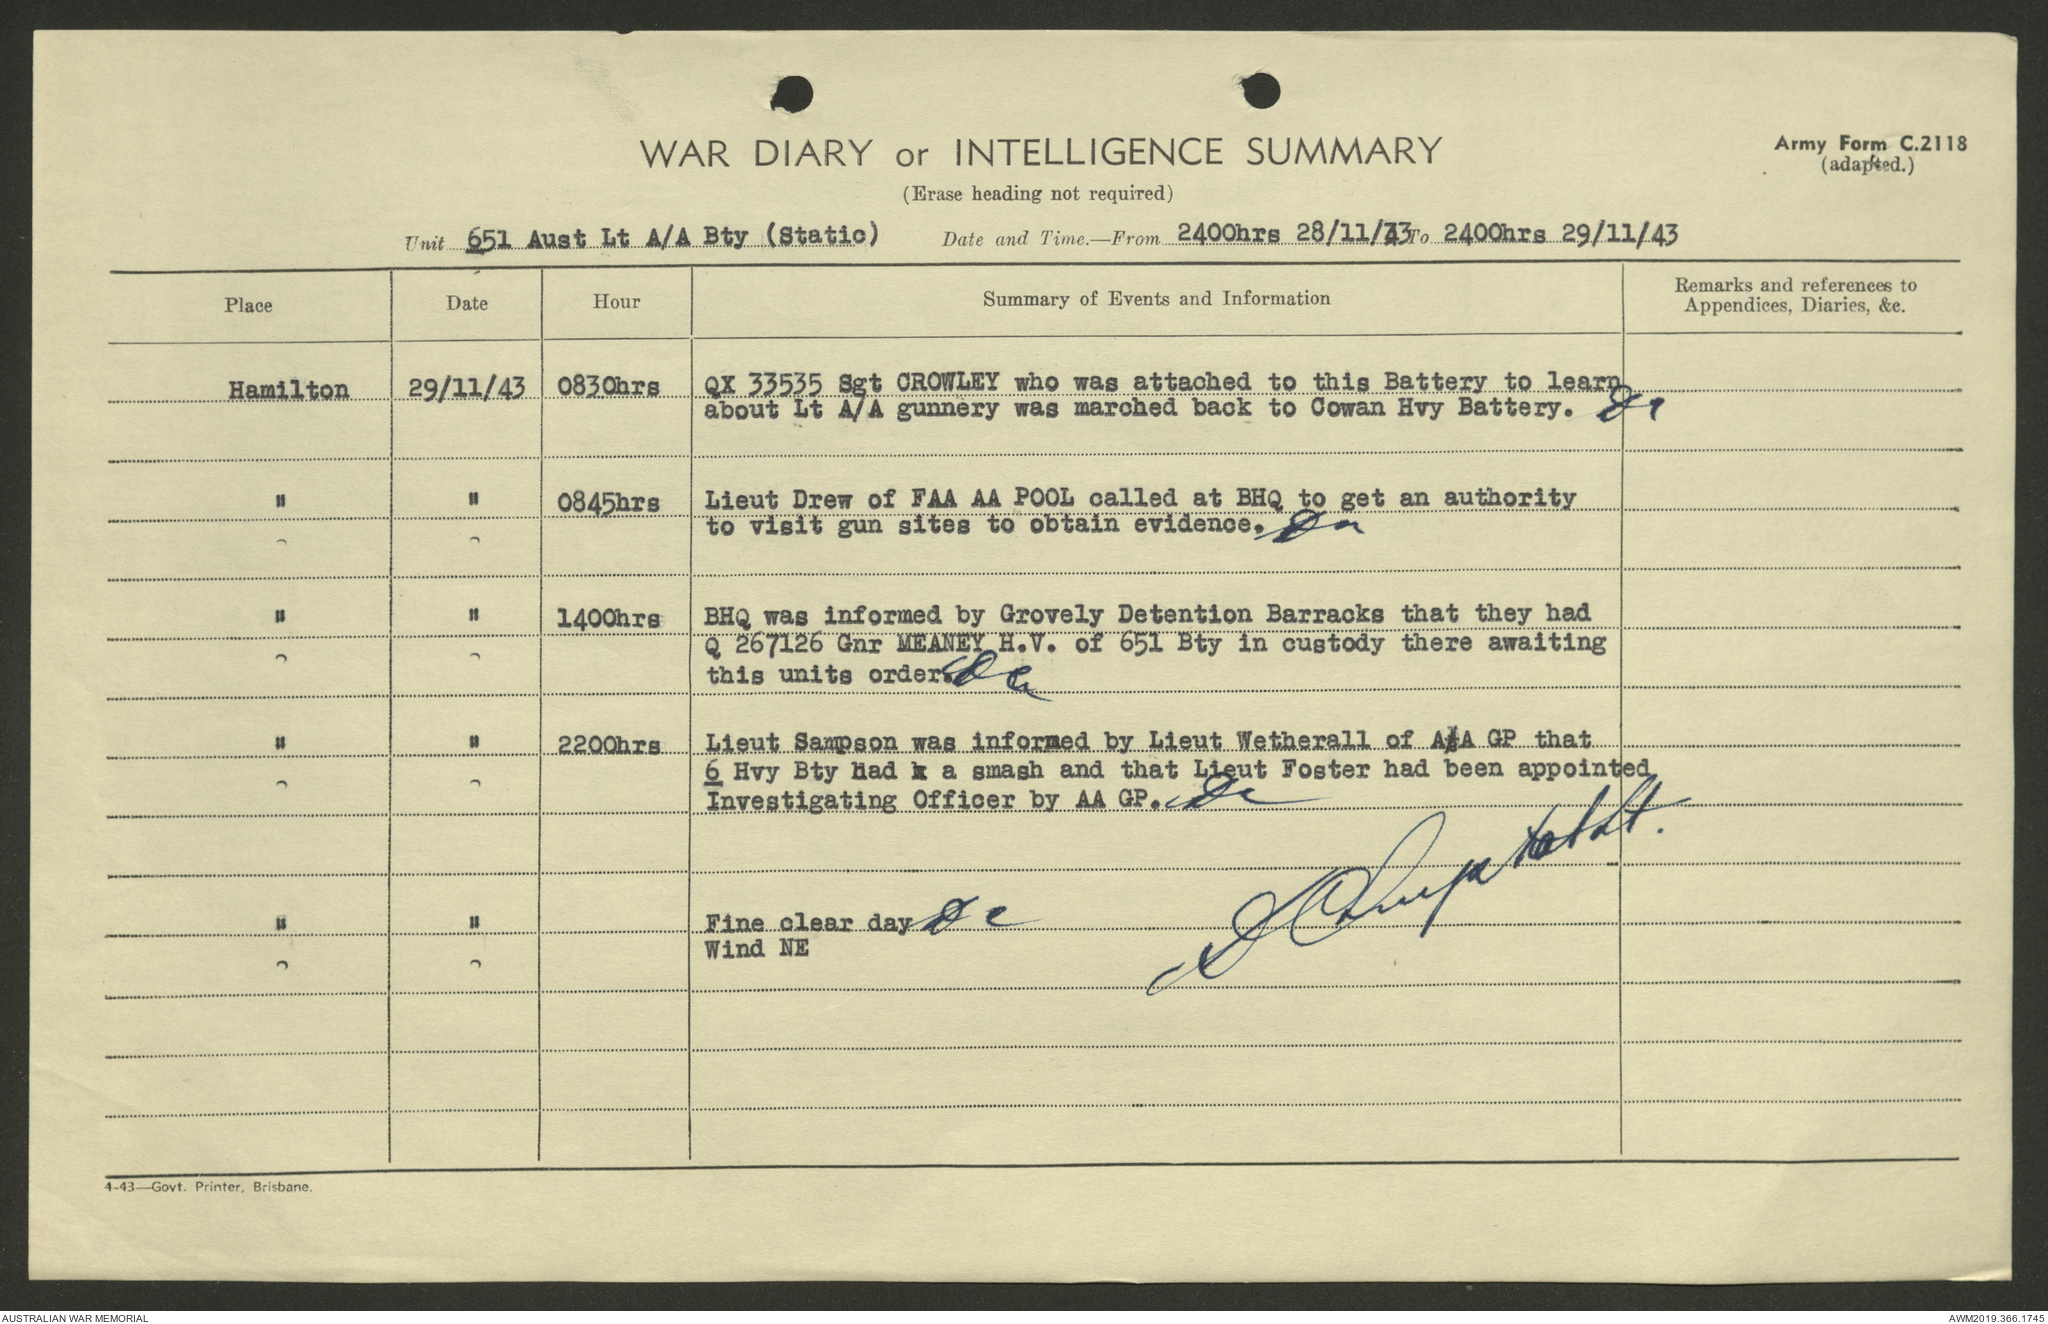 WAR DIARY or INTELLIGENCE SUMMARY
(Erase heading not required)
Army Form C.2118
(adapted.)
Unit 651 Aust Lt A/A Bty (Static) Date and Time.—From 2400hrs 28/11/43 To 2400hrs 29/11/43
Place Date Hour Summary of Events and Information Remarks and references to
Appendices, Diaries, &c.
Hamilton 29/11/43 0830hrs QX 33535 Sgt CROWLEY who was attached to this Battery to learn
about Lt A/A gunnery was marched back to Cowan Hvy Battery.
" " 0845hrs Lieut Drew of FAA AA POOL called at BHQ to get an authority
to visit gun sites to obtain evidence.
" " 1400hrs BHQ was informed by Grovely Detention Barracks that they had
Q 267126 Gnr MEANEY H.V. of 651 Bty in custody there awaiting
this units order.
" " 2200hrs Lieut Sampson was informed by Lieut Wetherall of AA GP that
6 Hvy Bty had a smash and that Lieut Foster had been appointed
Investigating Officer by AA GP.
" " Fine clear day
Wind NE
4-43—Govt. Printer, Brisbane.
AUSTRALIAN WAR MEMORIAL
AWM2019.366.1745